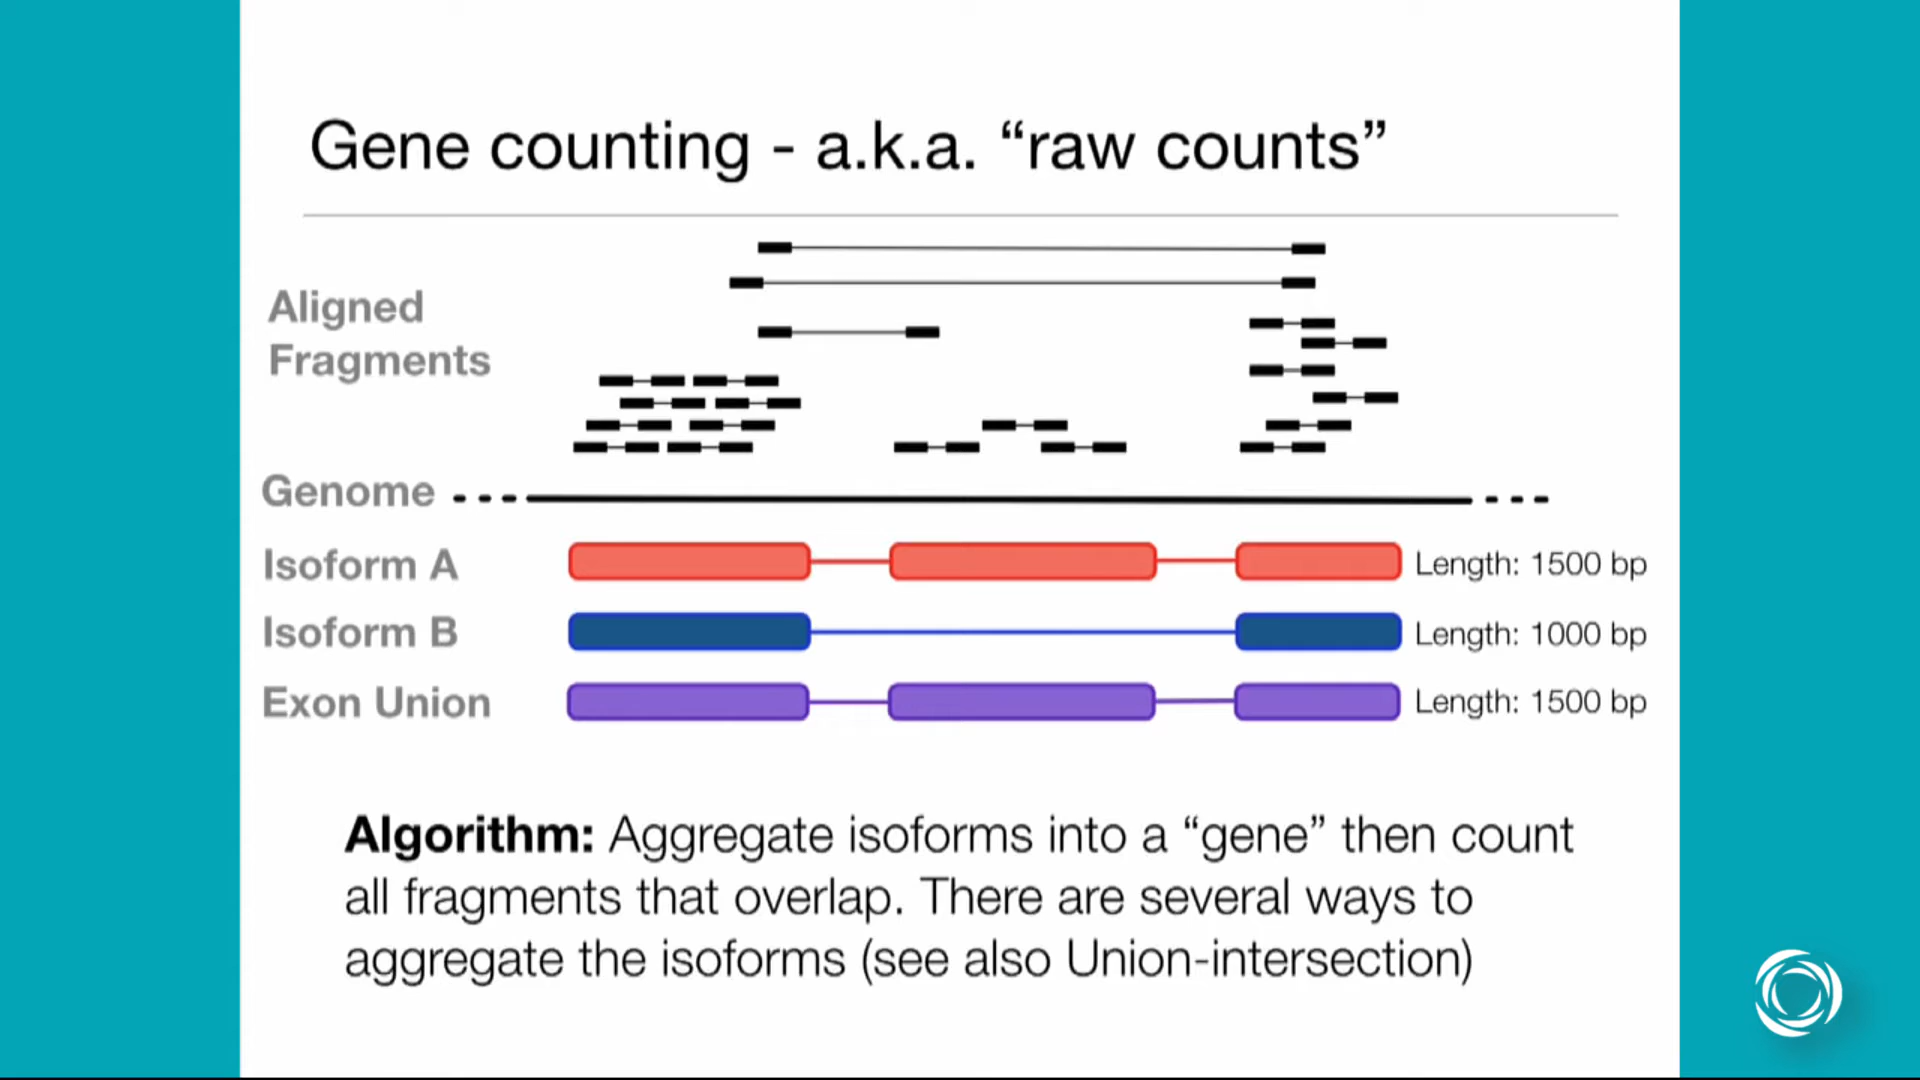 Gene counting - a.k.a. “raw counts”
Aligned
Fragments
Genome
Isoform A
Length: 1500 bp
Isoform B
Length: 1000 bp
Exon Union
Length: 1500 bp
Algorithm: Aggregate isoforms into a “gene” then count
all fragments that overlap. There are several ways to
aggregate the isoforms (see also Union-intersection)